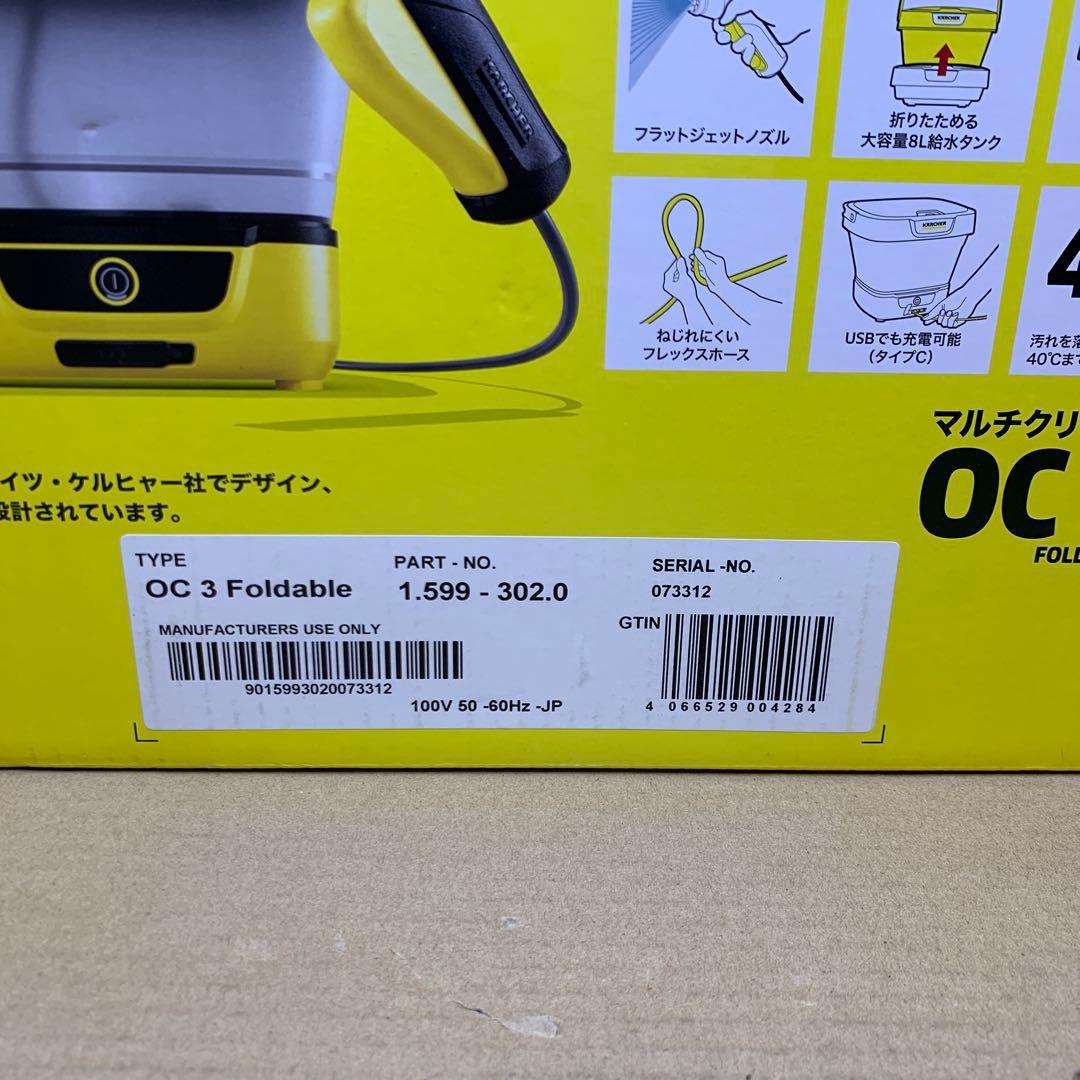 KÄRCHER
KÄRCHER
フラットジェットノズル
折りたためる
大容量8L給水タンク
KÄRCHER
ねじれにくい
フレックスホース
USBでも充電可能
(タイプC)
4
汚れを落
40℃まで
マルチクリ
OC
FOLD
イツ・ケルヒャー社でデザイン、
設計されています。
TYPE
OC 3 Foldable
PART - NO.
1.599 - 302.0
SERIAL -NO.
073312
MANUFACTURERS USE ONLY
9015993020073312
100V 50 -60Hz -JP
GTIN
4 066529 004284